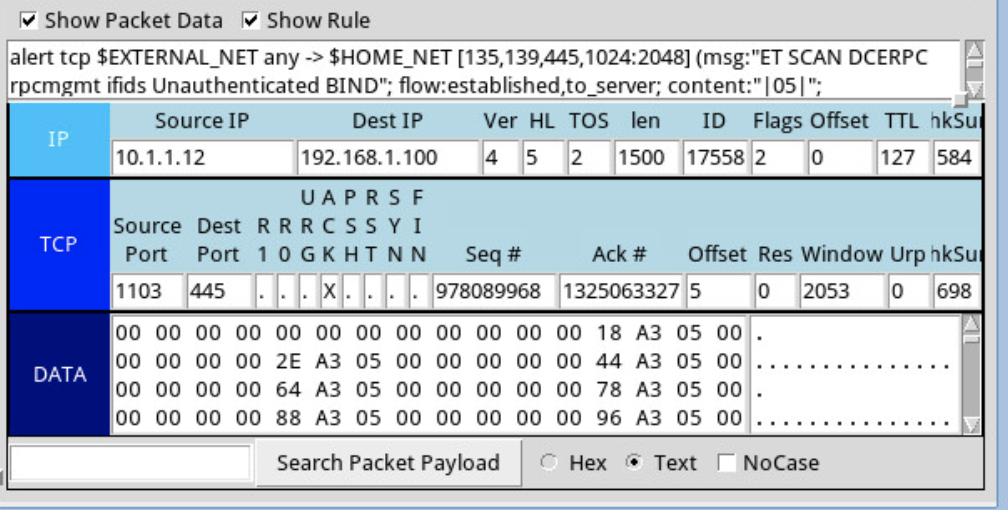 Show Packet Data Show Rule
alert tcp $EXTERNAL_NET any -> $HOME_NET [135,139,445,1024:2048] (msg:"ET SCAN DCERPC
rpcmgmt ifids Unauthenticated BIND"; flow:established,to_server; content:"|05|";
IP
Source IP Dest IP Ver HL TOS len ID Flags Offset TTL hkSu
10.1.1.12 192.168.1.100 4 5 2 1500 17558 2 0 127 584
TCP
U A P R S F
Source Dest R R R C S S Y I
Port Port 1 0 G K H T N N Seq # Ack # Offset Res Window Urp hkSu
1103 445 . . . X . . . . 978089968 1325063327 5 0 2053 0 698
DATA
00 00 00 00 00 00 00 00 00 00 00 00 18 A3 05 00 .
00 00 00 00 2E A3 05 00 00 00 00 00 44 A3 05 00 ...............
00 00 00 00 64 A3 05 00 00 00 00 00 78 A3 05 00 .
00 00 00 00 88 A3 05 00 00 00 00 00 96 A3 05 00 ...............
Search Packet Payload Hex Text NoCase